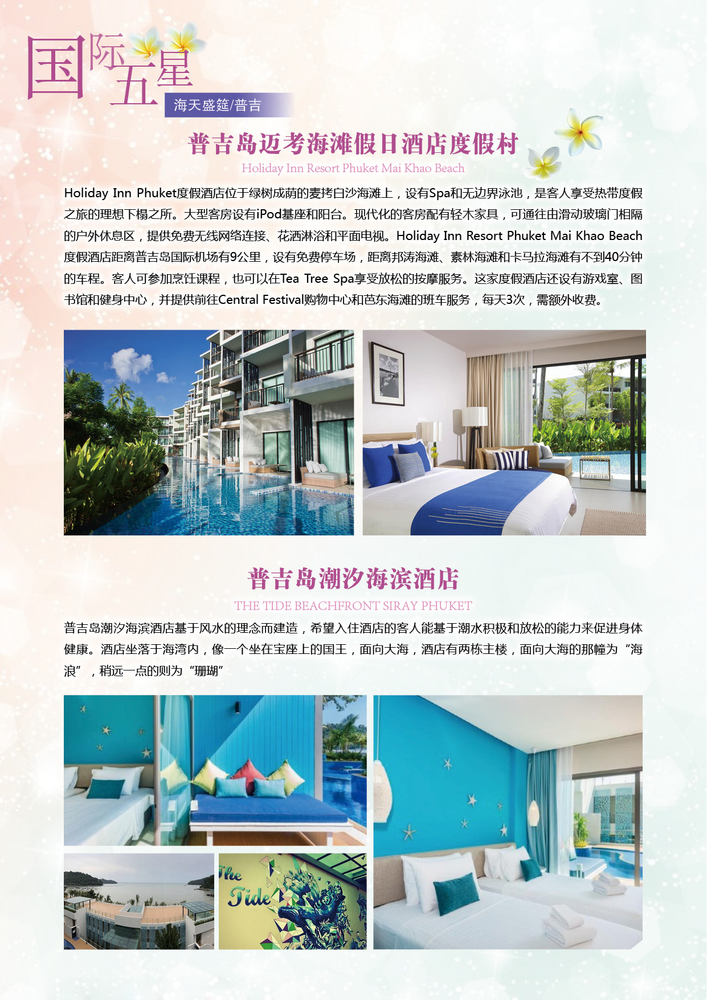 国际五星
海天盛筵/普吉
普吉岛迈考海滩假日酒店度假村
Holiday Inn Resort Phuket Mai Khao Beach
Holiday Inn Phuket度假酒店位于绿树成荫的麦拷白沙海滩上，设有Spa和无边界泳池，是客人享受热带度假
之旅的理想下榻之所。大型客房设有iPod基座和阳台。现代化的客房配有轻木家具，可通往由滑动玻璃门相隔
的户外休息区，提供免费无线网络连接、花洒淋浴和平面电视。Holiday Inn Resort Phuket Mai Khao Beach
度假酒店距离普吉岛国际机场有9公里，设有免费停车场，距离邦涛海滩、素林海滩和卡马拉海滩有不到40分钟
的车程。客人可参加烹饪课程，也可以在Tea Tree Spa享受放松的按摩服务。这家度假酒店还设有游戏室、图
书馆和健身中心，并提供前往Central Festival购物中心和芭东海滩的班车服务，每天3次，需额外收费。
普吉岛潮汐海滨酒店
THE TIDE BEACHFRONT SIRAY PHUKET
普吉岛潮汐海滨酒店基于风水的理念而建造，希望入住酒店的客人能基于潮水积极和放松的能力来促进身体
健康。酒店坐落于海湾内，像一个坐在宝座上的国王，面向大海，酒店有两栋主楼，面向大海的那幢为“海
浪”，稍远一点的则为“珊瑚”
The
Tide